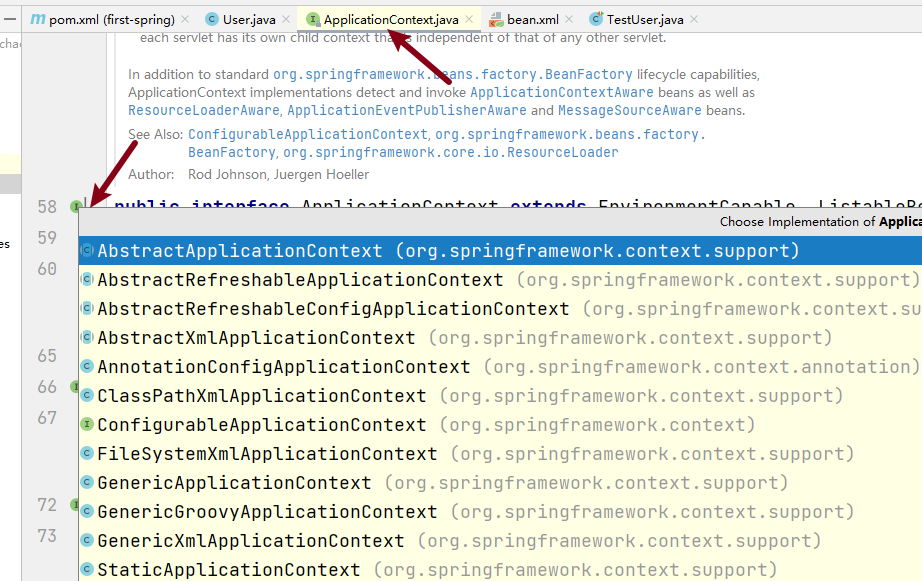 pom.xml (first-spring) User.java ApplicationContext.java bean.xml TestUser.java
each servlet has its own child context that is independent of that of any other servlet.
In addition to standard org.springframework.beans.factory.BeanFactory lifecycle capabilities,
ApplicationContext implementations detect and invoke ApplicationContextAware beans as well as
ResourceLoaderAware, ApplicationEventPublisherAware and MessageSourceAware beans.
See Also: ConfigurableApplicationContext, org.springframework.beans.factory.
BeanFactory, org.springframework.core.io.ResourceLoader
Author: Rod Johnson, Juergen Hoeller
58 public interface ApplicationContext extends EnvironmentCapable, ListableBe
59 Choose Implementation of Applica
60
65
66
67
72
73
AbstractApplicationContext (org.springframework.context.support)
AbstractRefreshableApplicationContext (org.springframework.context.support)
AbstractRefreshableConfigApplicationContext (org.springframework.context.su
AbstractXmlApplicationContext (org.springframework.context.support)
AnnotationConfigApplicationContext (org.springframework.context.annotation)
ClassPathXmlApplicationContext (org.springframework.context.support)
ConfigurableApplicationContext (org.springframework.context)
FileSystemXmlApplicationContext (org.springframework.context.support)
GenericApplicationContext (org.springframework.context.support)
GenericGroovyApplicationContext (org.springframework.context.support)
GenericXmlApplicationContext (org.springframework.context.support)
StaticApplicationContext (org.springframework.context.support)